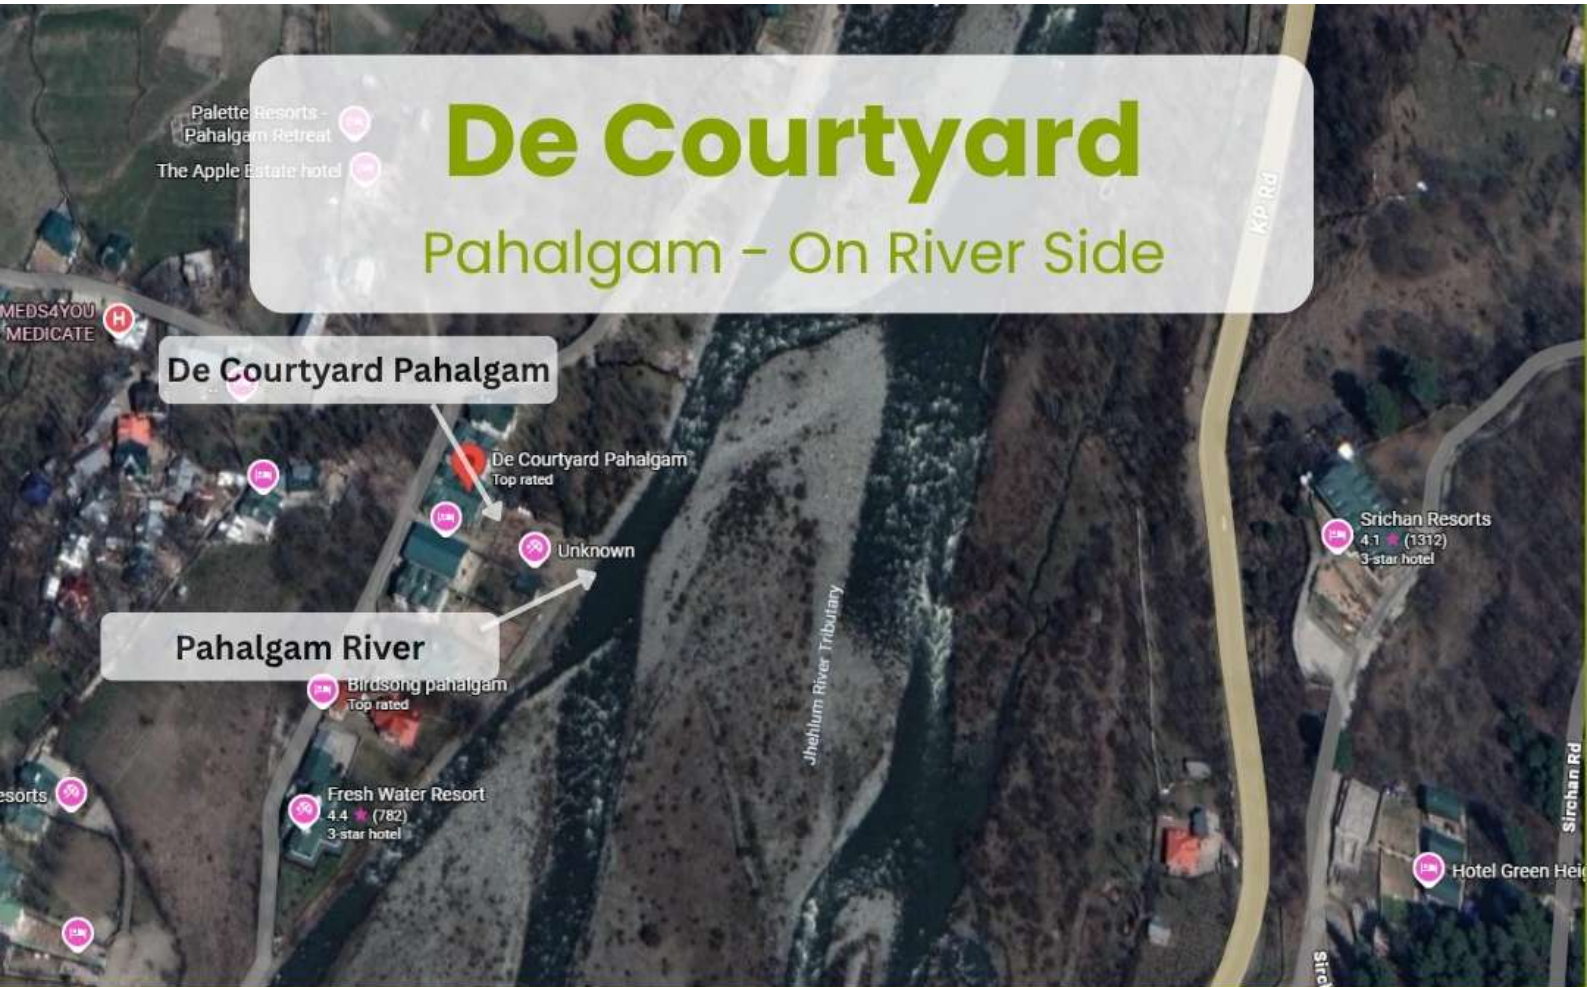 De Courtyard
Pahalgam - On River Side
Palette Resorts -
Pahalgam Retreat
The Apple Estate hotel
KP Rd
MEDS4YOU
MEDICATE
De Courtyard Pahalgam
De Courtyard Pahalgam
Top rated
Unknown
Srichan Resorts
4.1 ★ (1312)
3-star hotel
Pahalgam River
Birdsong pahalgam
Top rated
Jhehlum River Tributary
esorts
Fresh Water Resort
4.4 ★ (782)
3-star hotel
Sirchan Rd
Hotel Green Hei
Sirc